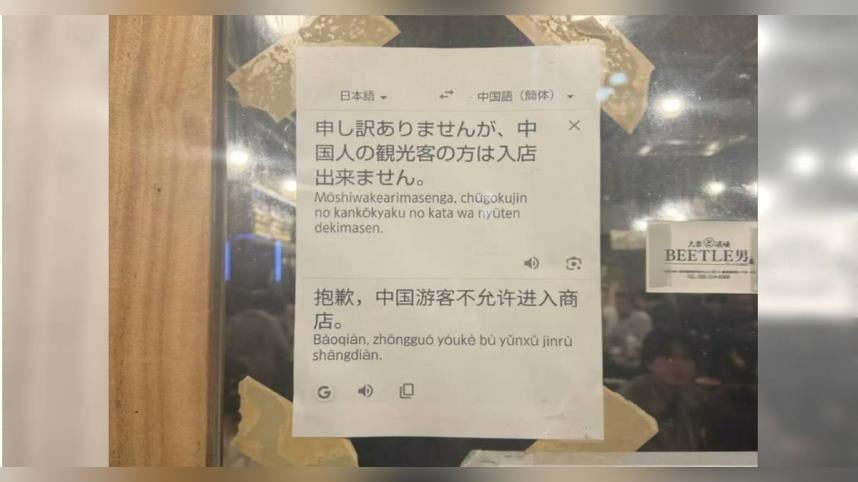 日本語
中国語（簡体）
申し訳ありませんが、中
国人の観光客の方は入店
出来ません。
Mōshiwakearimasenga, chūgokujin
no kankōkyaku no kata wa nyūten
dekimasen.
抱歉，中国游客不允许进入商
店。
Bàoqiàn, zhōngguó yóukè bù yǔnxǔ jìnrù
shāngdiàn.
G
BEETLE男